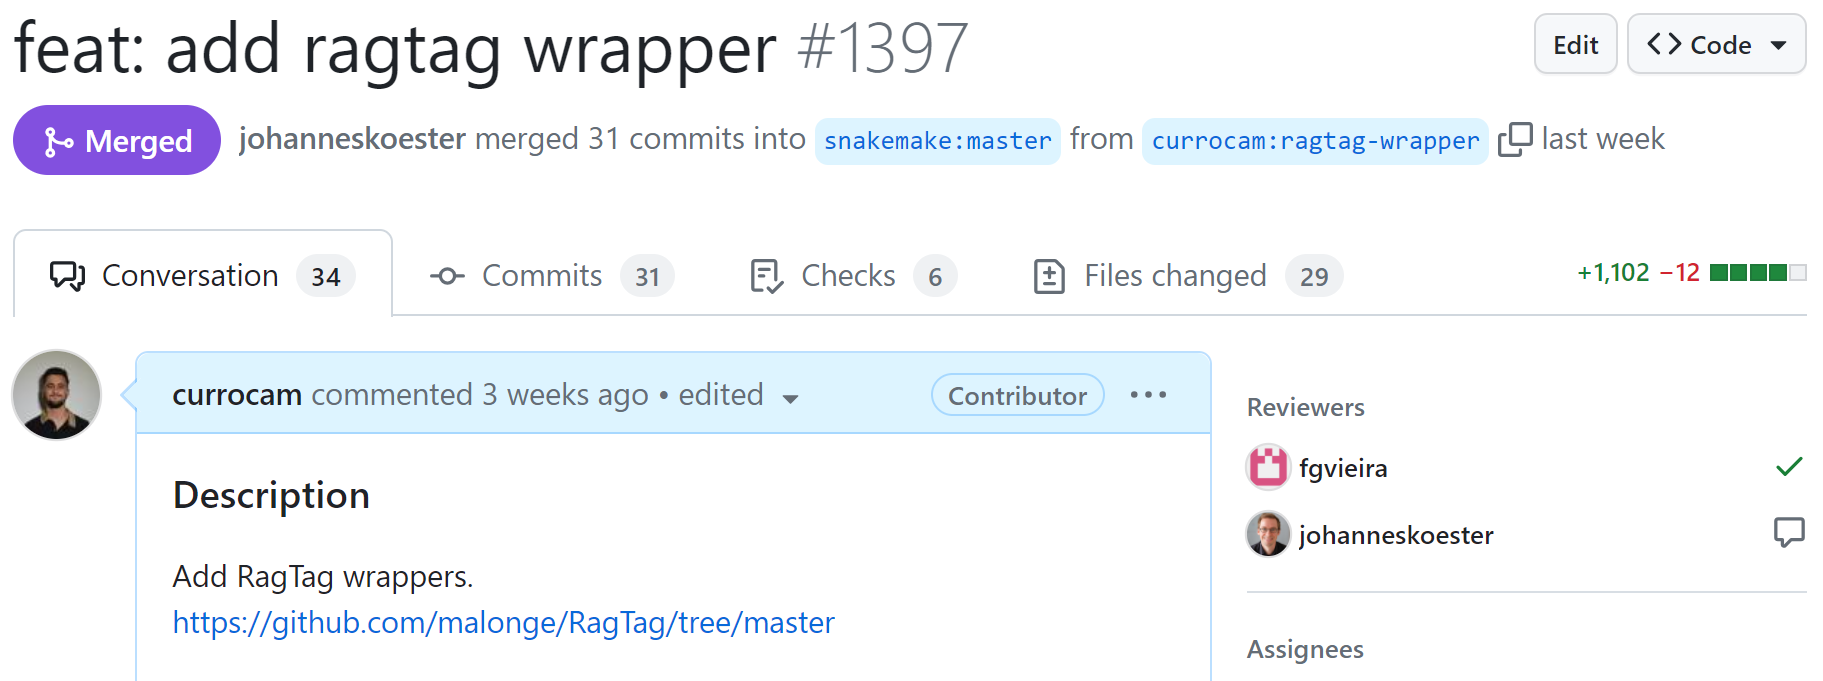 feat: add ragtag wrapper #1397
Edit
Code
Merged
johanneskoester merged 31 commits into snakemake:master from currocam:ragtag-wrapper last week
Conversation 34
Commits 31
Checks 6
Files changed 29
+1,102 −12
currocam commented 3 weeks ago • edited
Contributor
Description
Add RagTag wrappers.
https://github.com/malonge/RagTag/tree/master
Reviewers
fgvieira
johanneskoester
Assignees